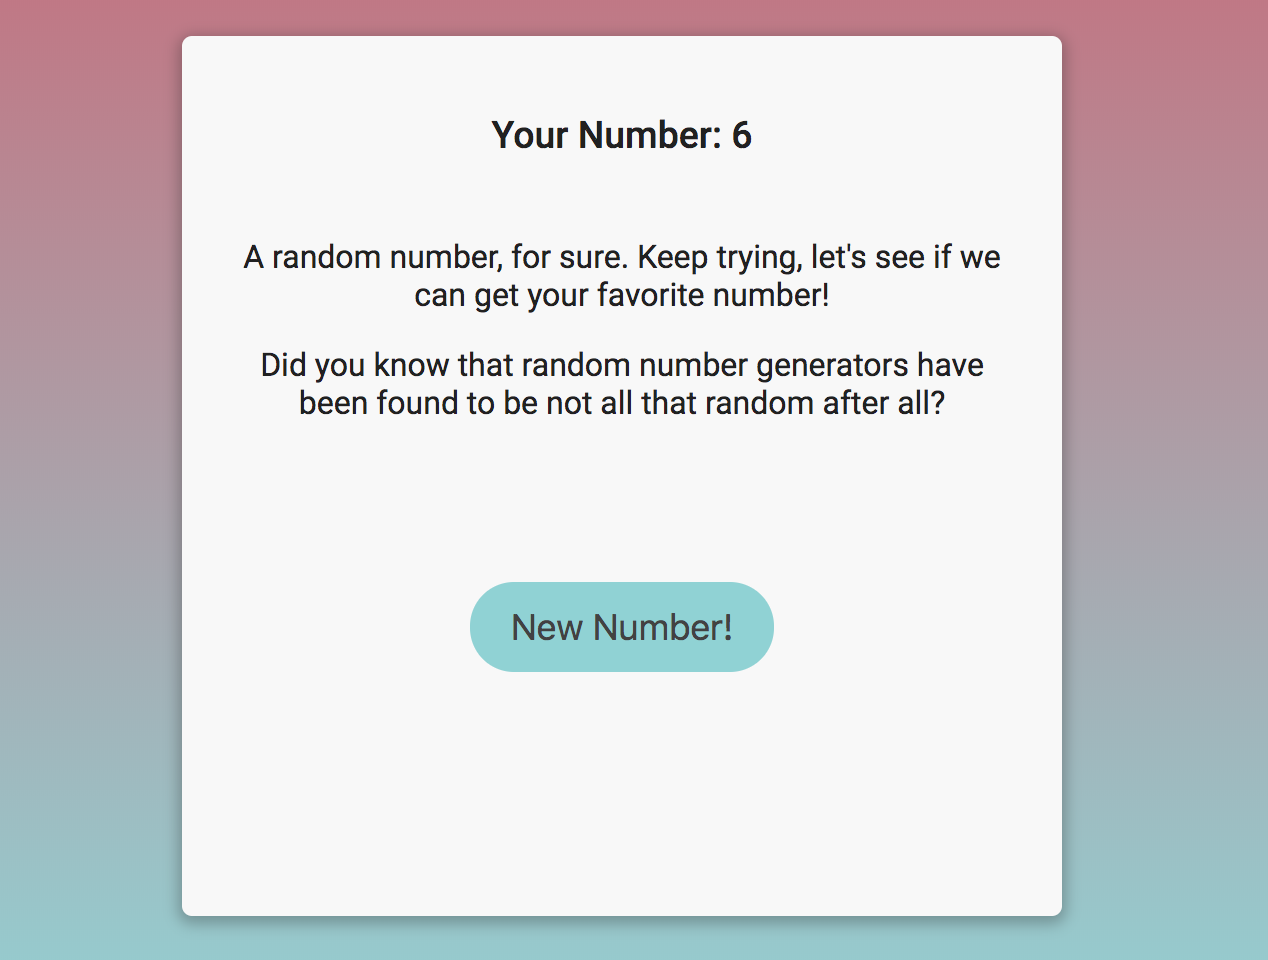 Your Number: 6
A random number, for sure. Keep trying, let's see if we
can get your favorite number!
Did you know that random number generators have
been found to be not all that random after all?
New Number!